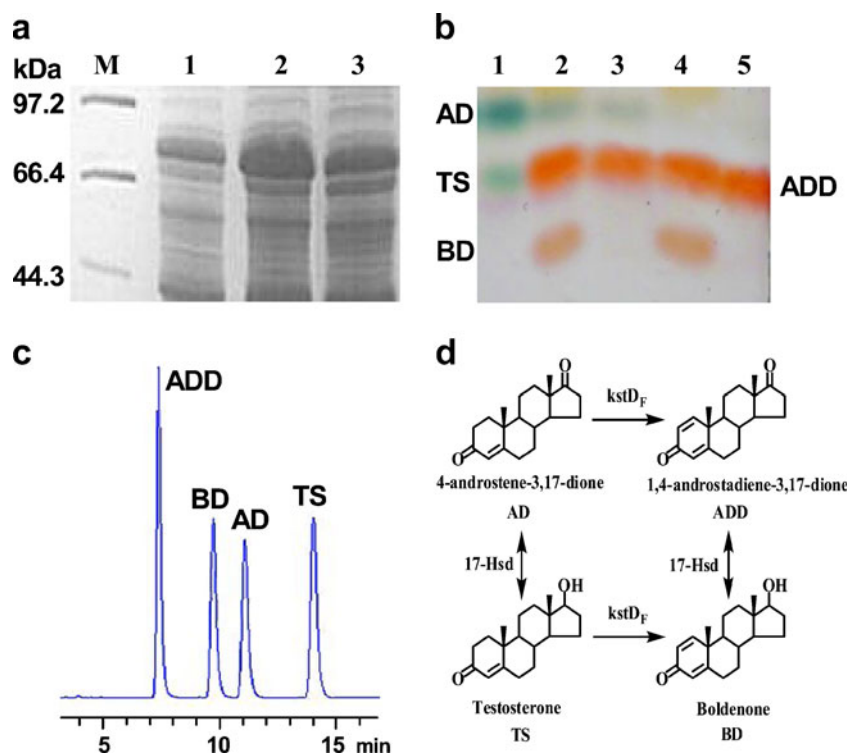 a
kDa M 1 2 3
97.2
66.4
44.3
b
1 2 3 4 5
AD
TS
ADD
BD
c
ADD
BD
AD
TS
5 10 15 min
d
O
kstDF
O
O
O
4-androstene-3,17-dione
1,4-androstadiene-3,17-dione
AD
ADD
17-Hsd
17-Hsd
OH
kstDF
OH
O
O
Testosterone
Boldenone
TS
BD